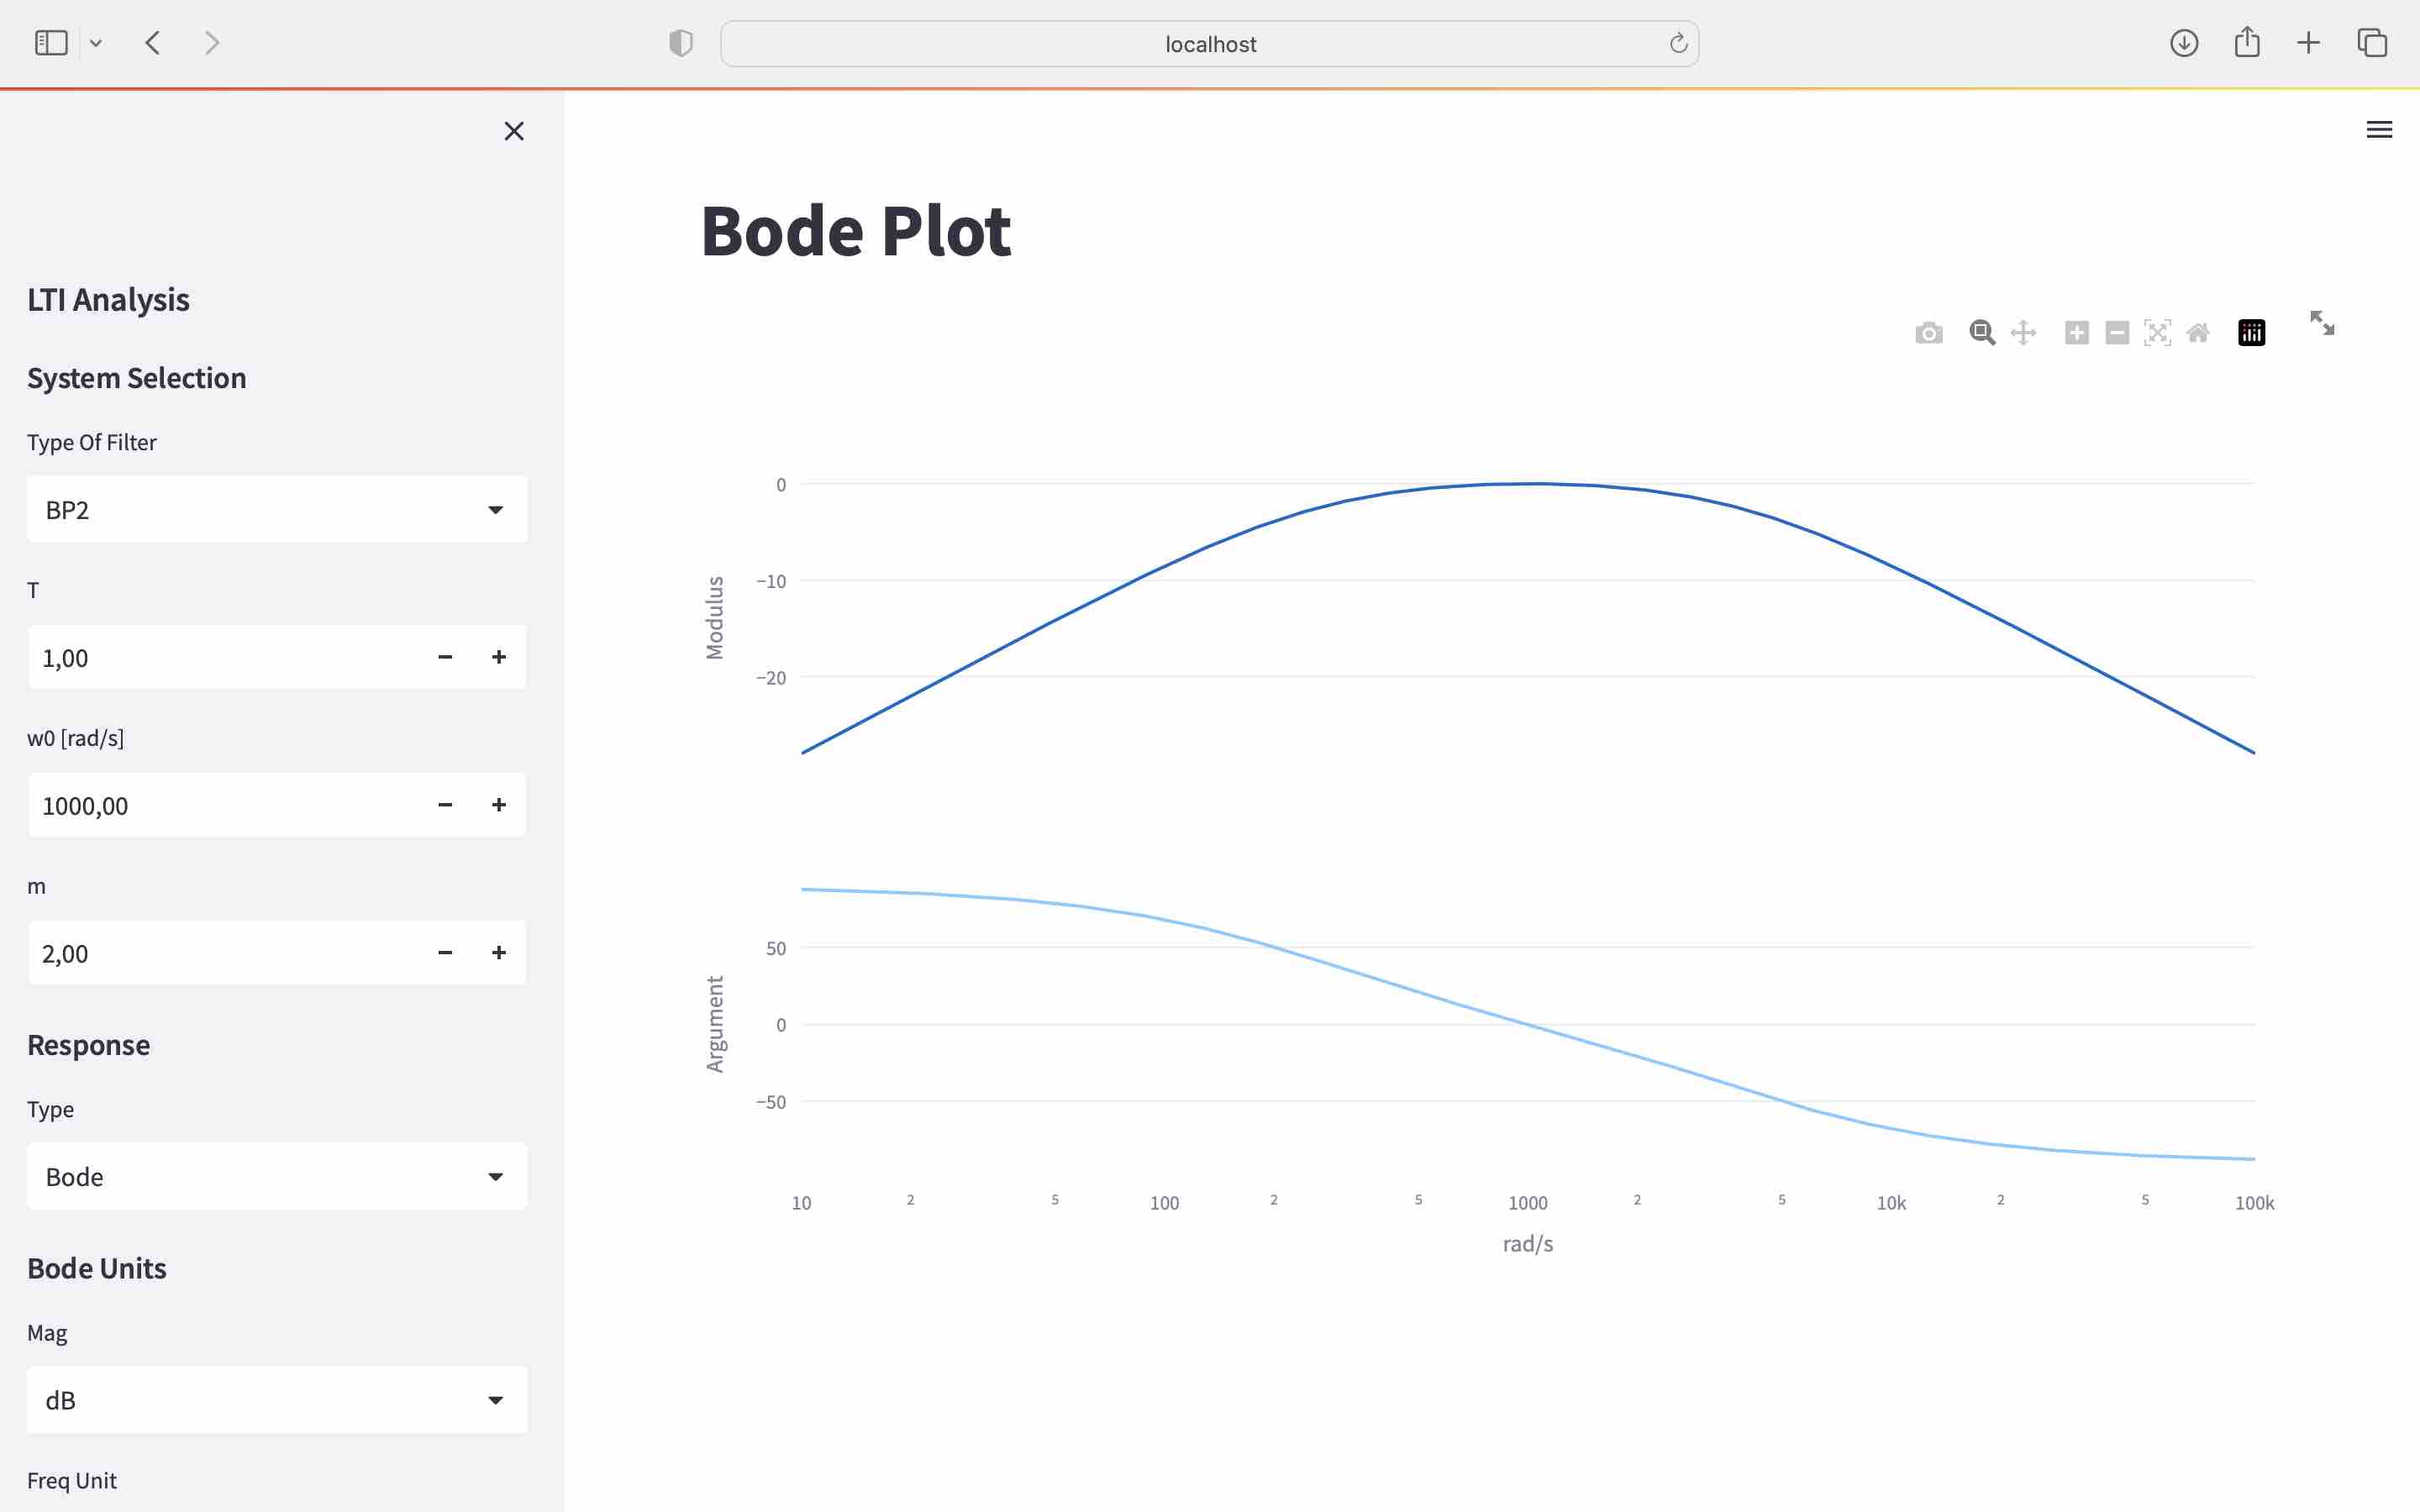 localhost
LTI Analysis
System Selection
Type Of Filter
BP2
T
1,00
w0 [rad/s]
1000,00
m
2,00
Response
Type
Bode
Bode Units
Mag
dB
Freq Unit
Bode Plot
0
−10
−20
Modulus
50
0
−50
Argument
10 2 5 100 2 5 1000 2 5 10k 2 5 100k
rad/s